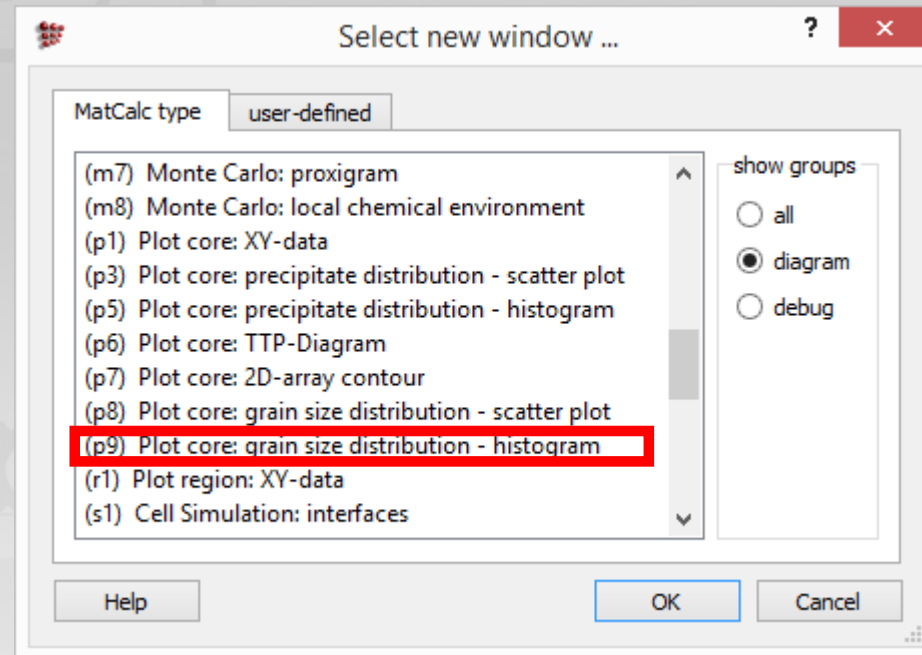 Select new window ...
?
MatCalc type
user-defined
(m7) Monte Carlo: proxigram
(m8) Monte Carlo: local chemical environment
(p1) Plot core: XY-data
(p3) Plot core: precipitate distribution - scatter plot
(p5) Plot core: precipitate distribution - histogram
(p6) Plot core: TTP-Diagram
(p7) Plot core: 2D-array contour
(p8) Plot core: grain size distribution - scatter plot
(p9) Plot core: grain size distribution - histogram
(r1) Plot region: XY-data
(s1) Cell Simulation: interfaces
show groups
all
diagram
debug
Help
OK
Cancel